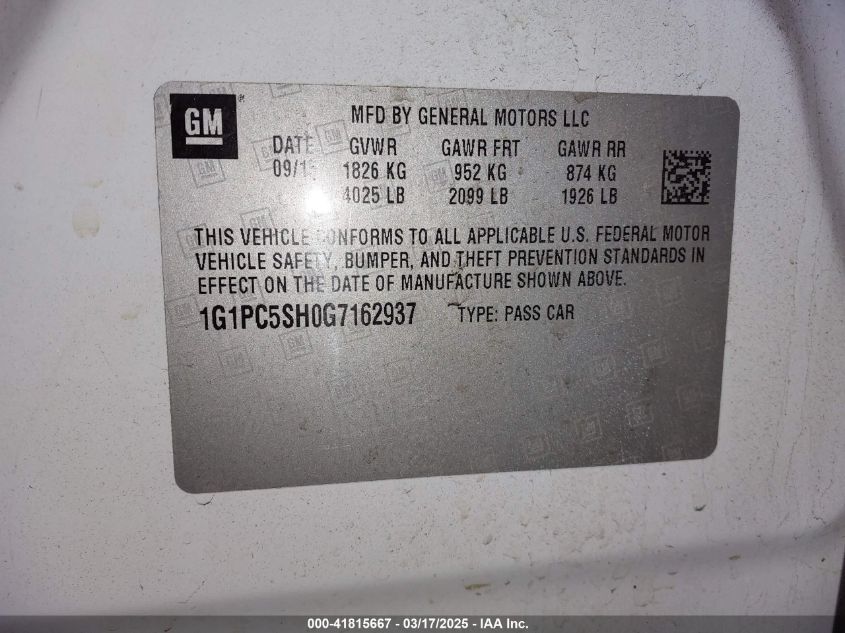 GM
MFD BY GENERAL MOTORS LLC
DATE GVWR GAWR FRT GAWR RR
09/15 1826 KG 952 KG 874 KG
4025 LB 2099 LB 1926 LB
THIS VEHICLE CONFORMS TO ALL APPLICABLE U.S. FEDERAL MOTOR
VEHICLE SAFETY, BUMPER, AND THEFT PREVENTION STANDARDS IN
EFFECT ON THE DATE OF MANUFACTURE SHOWN ABOVE.
1G1PC5SH0G7162937 TYPE: PASS CAR
000-41815667 - 03/17/2025 - IAA Inc.